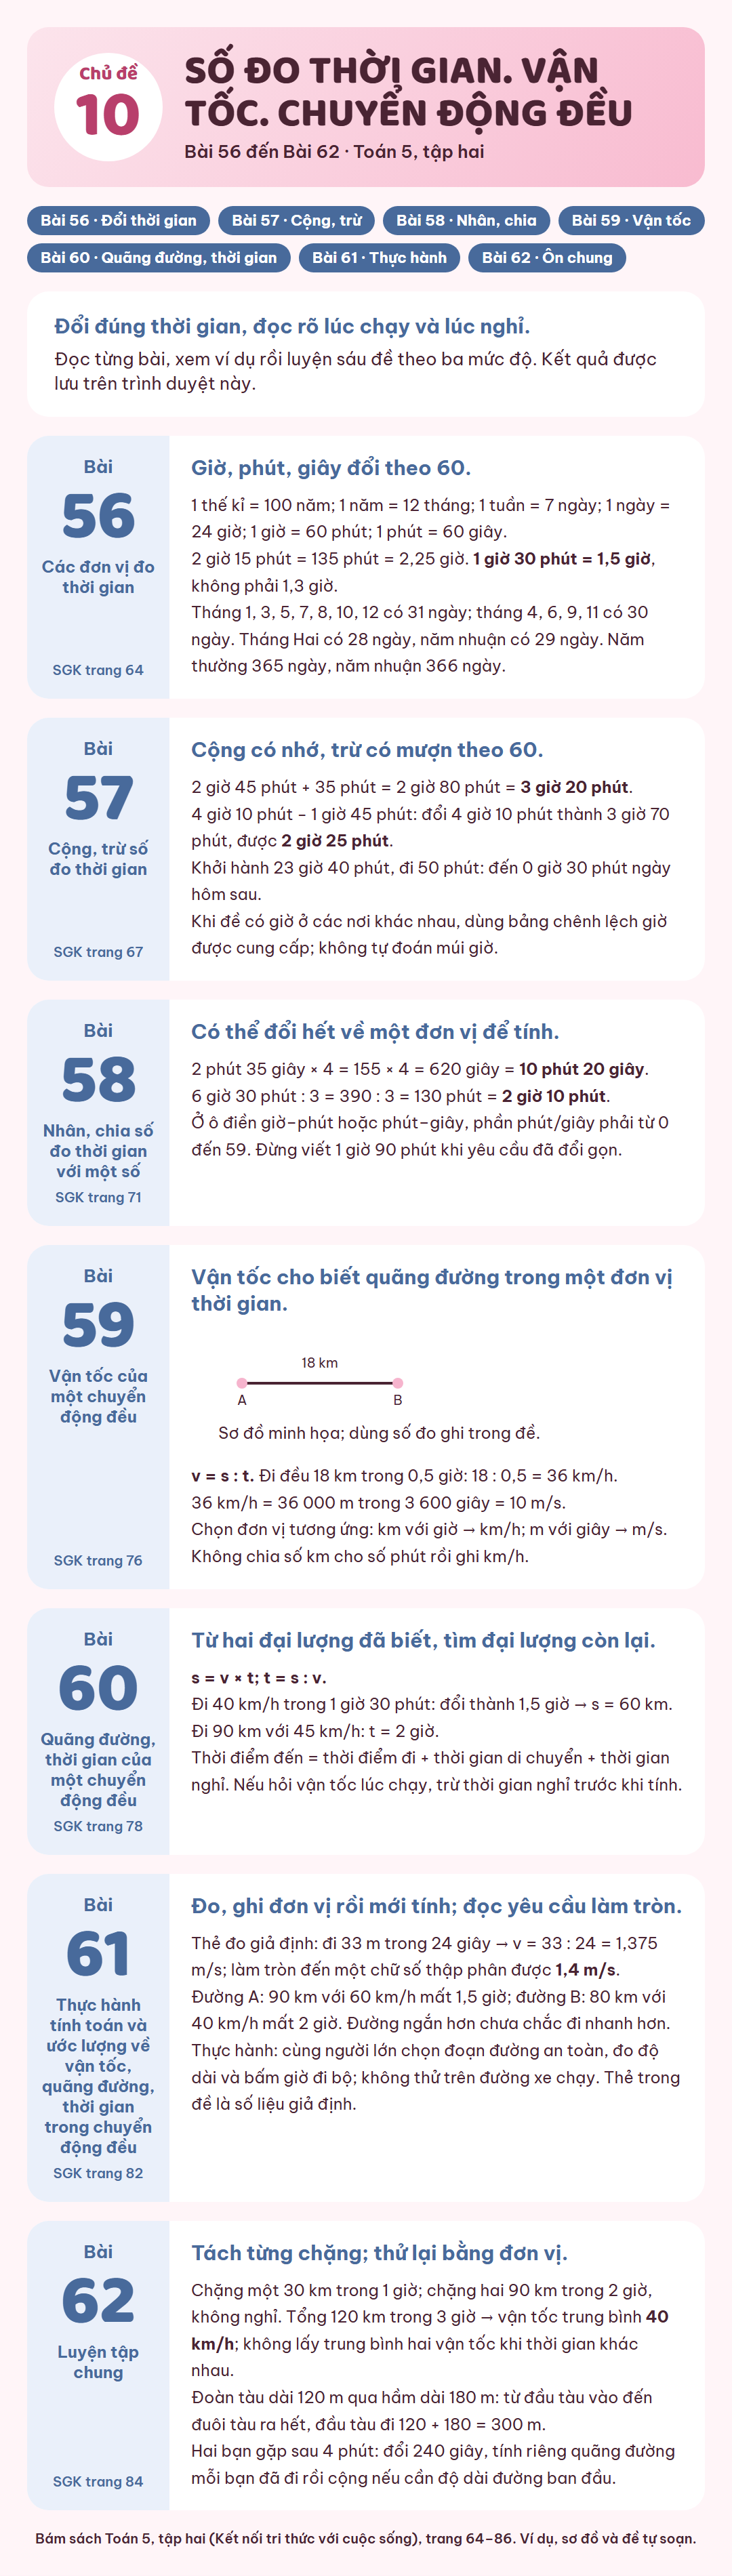 Chủ đề
10
SỐ ĐO THỜI GIAN. VẬN
TỐC. CHUYỂN ĐỘNG ĐỀU
Bài 56 đến Bài 62 · Toán 5, tập hai
Bài 56 · Đổi thời gian
Bài 57 · Cộng, trừ
Bài 58 · Nhân, chia
Bài 59 · Vận tốc
Bài 60 · Quãng đường, thời gian
Bài 61 · Thực hành
Bài 62 · Ôn chung
Đổi đúng thời gian, đọc rõ lúc chạy và lúc nghỉ.
Đọc từng bài, xem ví dụ rồi luyện sáu đề theo ba mức độ. Kết quả được
lưu trên trình duyệt này.
Bài
56
Các đơn vị đo
thời gian
SGK trang 64
Giờ, phút, giây đổi theo 60.
1 thế kỉ = 100 năm; 1 năm = 12 tháng; 1 tuần = 7 ngày; 1 ngày =
24 giờ; 1 giờ = 60 phút; 1 phút = 60 giây.
2 giờ 15 phút = 135 phút = 2,25 giờ. 1 giờ 30 phút = 1,5 giờ,
không phải 1,3 giờ.
Tháng 1, 3, 5, 7, 8, 10, 12 có 31 ngày; tháng 4, 6, 9, 11 có 30
ngày. Tháng Hai có 28 ngày, năm nhuận có 29 ngày. Năm
thường 365 ngày, năm nhuận 366 ngày.
Bài
57
Cộng, trừ số
đo thời gian
SGK trang 67
Cộng có nhớ, trừ có mượn theo 60.
2 giờ 45 phút + 35 phút = 2 giờ 80 phút = 3 giờ 20 phút.
4 giờ 10 phút – 1 giờ 45 phút: đổi 4 giờ 10 phút thành 3 giờ 70
phút, được 2 giờ 25 phút.
Khởi hành 23 giờ 40 phút, đi 50 phút: đến 0 giờ 30 phút ngày
hôm sau.
Khi đề có giờ ở các nơi khác nhau, dùng bảng chênh lệch giờ
được cung cấp; không tự đoán múi giờ.
Bài
58
Nhân, chia số
đo thời gian
với một số
SGK trang 71
Có thể đổi hết về một đơn vị để tính.
2 phút 35 giây × 4 = 155 × 4 = 620 giây = 10 phút 20 giây.
6 giờ 30 phút : 3 = 390 : 3 = 130 phút = 2 giờ 10 phút.
Ở ô điền giờ–phút hoặc phút–giây, phần phút/giây phải từ 0
đến 59. Đừng viết 1 giờ 90 phút khi yêu cầu đã đổi gọn.
Bài
59
Vận tốc của
một chuyển
động đều
SGK trang 76
Vận tốc cho biết quãng đường trong một đơn vị
thời gian.
18 km
A B
Sơ đồ minh họa; dùng số đo ghi trong đề.
v = s : t. Đi đều 18 km trong 0,5 giờ: 18 : 0,5 = 36 km/h.
36 km/h = 36 000 m trong 3 600 giây = 10 m/s.
Chọn đơn vị tương ứng: km với giờ → km/h; m với giây → m/s.
Không chia số km cho số phút rồi ghi km/h.
Bài
60
Quãng đường,
thời gian của
một chuyển
động đều
SGK trang 78
Từ hai đại lượng đã biết, tìm đại lượng còn lại.
s = v × t; t = s : v.
Đi 40 km/h trong 1 giờ 30 phút: đổi thành 1,5 giờ → s = 60 km.
Đi 90 km với 45 km/h: t = 2 giờ.
Thời điểm đến = thời điểm đi + thời gian di chuyển + thời gian
nghỉ. Nếu hỏi vận tốc lúc chạy, trừ thời gian nghỉ trước khi tính.
Bài
61
Thực hành
tính toán và
ước lượng về
vận tốc,
quãng đường,
thời gian
trong chuyển
động đều
SGK trang 82
Đo, ghi đơn vị rồi mới tính; đọc yêu cầu làm tròn.
Thẻ đo giả định: đi 33 m trong 24 giây → v = 33 : 24 = 1,375
m/s; làm tròn đến một chữ số thập phân được 1,4 m/s.
Đường A: 90 km với 60 km/h mất 1,5 giờ; đường B: 80 km với
40 km/h mất 2 giờ. Đường ngắn hơn chưa chắc đi nhanh hơn.
Thực hành: cùng người lớn chọn đoạn đường an toàn, đo độ
dài và bấm giờ đi bộ; không thử trên đường xe chạy. Thẻ trong
đề là số liệu giả định.
Bài
62
Luyện tập
chung
SGK trang 84
Tách từng chặng; thử lại bằng đơn vị.
Chặng một 30 km trong 1 giờ; chặng hai 90 km trong 2 giờ,
không nghỉ. Tổng 120 km trong 3 giờ → vận tốc trung bình 40
km/h; không lấy trung bình hai vận tốc khi thời gian khác
nhau.
Đoàn tàu dài 120 m qua hầm dài 180 m: từ đầu tàu vào đến
đuôi tàu ra hết, đầu tàu đi 120 + 180 = 300 m.
Hai bạn gặp sau 4 phút: đổi 240 giây, tính riêng quãng đường
mỗi bạn đã đi rồi cộng nếu cần độ dài đường ban đầu.
Bám sách Toán 5, tập hai (Kết nối tri thức với cuộc sống), trang 64–86. Ví dụ, sơ đồ và đề tự soạn.